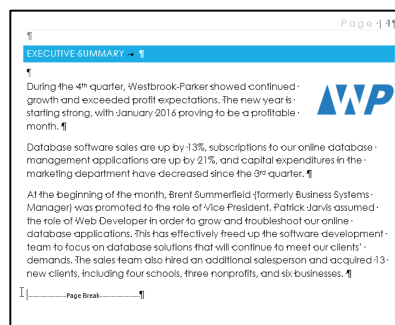 Page | 1¶
¶
EXECUTIVE SUMMARY → ¶
¶
During the 4th quarter, Westbrook-Parker showed continued
growth and exceeded profit expectations. The new year is
starting strong, with January 2016 proving to be a profitable
month. ¶
WP
Database software sales are up by 13%, subscriptions to our online database
management applications are up by 21%, and capital expenditures in the
marketing department have decreased since the 3rd quarter. ¶
At the beginning of the month, Brent Summerfield (formerly Business Systems
Manager) was promoted to the role of Vice President. Patrick Jarvis assumed
the role of Web Developer in order to grow and troubleshoot our online
database applications. This has effectively freed up the software development
team to focus on database solutions that will continue to meet our clients'
demands. The sales team also hired an additional salesperson and acquired 13
new clients, including four schools, three nonprofits, and six businesses. ¶
Page Break ¶